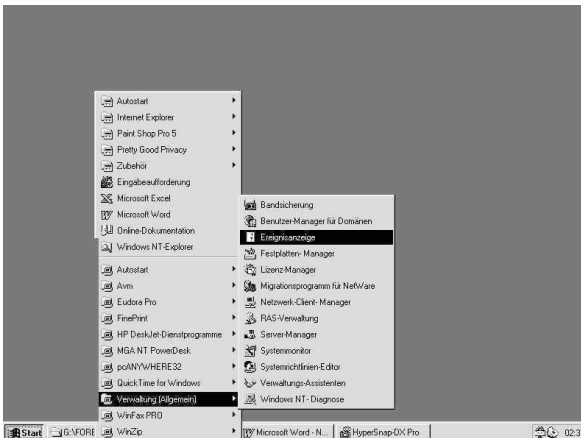 Autostart
Internet Explorer
Paint Shop Pro 5
Pretty Good Privacy
Zubehör
Eingabeaufforderung
Microsoft Excel
Microsoft Word
Online-Dokumentation
Windows NT-Explorer
Autostart
Avm
Eudora Pro
FinePrint
HP DeskJet-Dienstprogramme
MGA NT PowerDesk
pcANYWHERE32
QuickTime for Windows
Verwaltung (Allgemein)
WinFax PRO
WinZip
Bandsicherung
Benutzer-Manager für Domänen
Ereignisanzeige
Festplatten- Manager
Lizenz-Manager
Migrationsprogramm für NetWare
Netzwerk-Client- Manager
RAS-Verwaltung
Server-Manager
Systemmonitor
Systemrichtlinien-Editor
Verwaltungs-Assistenten
Windows NT- Diagnose
Start
G:\FORE
Microsoft Word - N...
HyperSnap-DX Pro
02:3